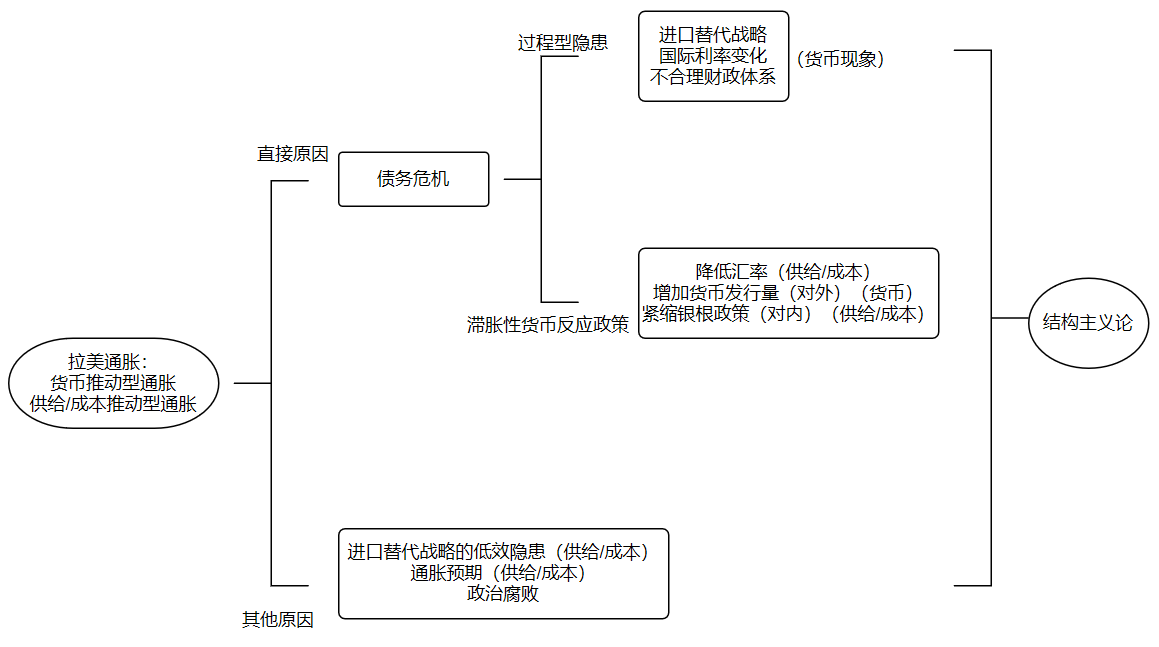 过程型隐患
进口替代战略
国际利率变化
不合理财政体系
（货币现象）
直接原因
债务危机
降低汇率（供给/成本）
增加货币发行量（对外）（货币）
紧缩银根政策（对内）（供给/成本）
滞胀性货币反应政策
结构主义论
拉美通胀：
货币推动型通胀
供给/成本推动型通胀
进口替代战略的低效隐患（供给/成本）
通胀预期（供给/成本）
政治腐败
其他原因